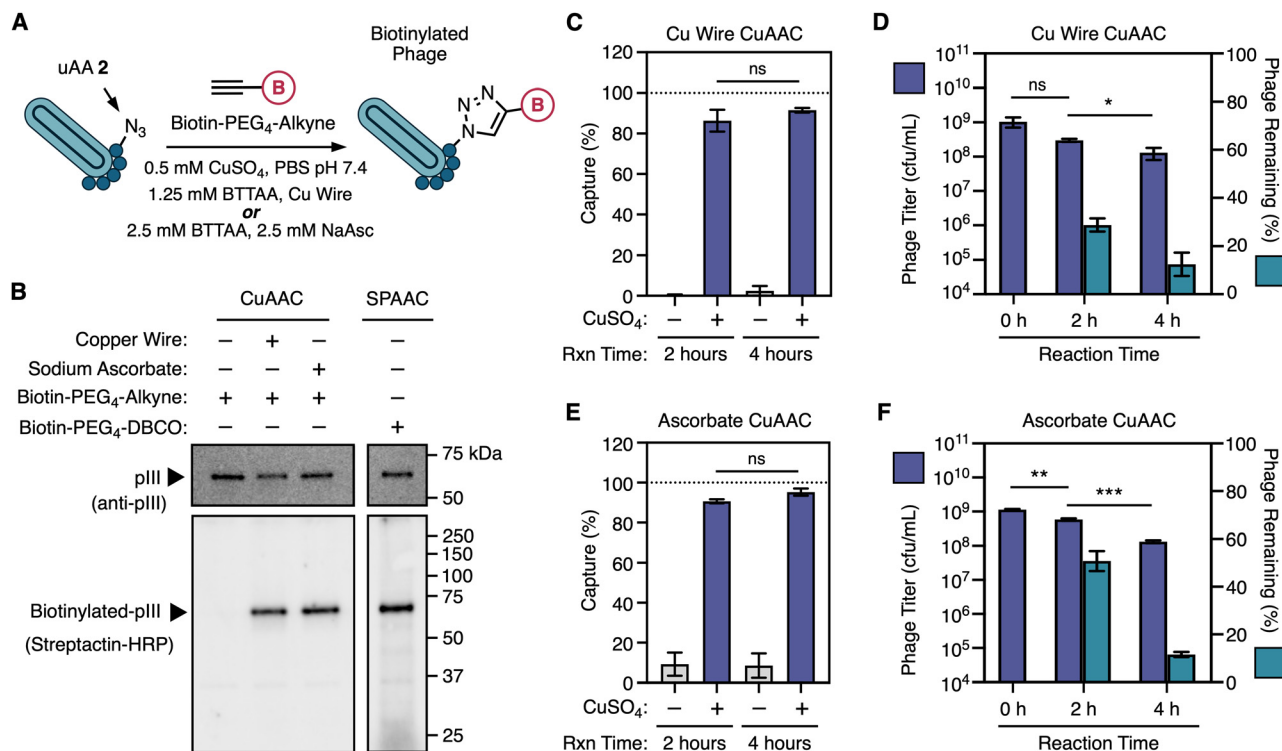 A
uAA 2
N3
B
Biotin-PEG4-Alkyne
0.5 mM CuSO4, PBS pH 7.4
1.25 mM BTTAA, Cu Wire
or
2.5 mM BTTAA, 2.5 mM NaAsc
Biotinylated
Phage
N N
N
B
B
CuAAC SPAAC
Copper Wire: – + – –
Sodium Ascorbate: – – + –
Biotin-PEG4-Alkyne: + + + –
Biotin-PEG4-DBCO: – – – +
pIII
(anti-pIII)
75 kDa
50
Biotinylated-pIII
(Streptactin-HRP)
250
150
100
75
50
37
25
C
Cu Wire CuAAC
Capture (%)
120
100
80
60
40
20
0
ns
CuSO4: – + – +
Rxn Time: 2 hours 4 hours
D
Cu Wire CuAAC
Phage Titer (cfu/mL)
10^11
10^10
10^9
10^8
10^7
10^6
10^5
10^4
ns
*
100
80
60
40
20
0
Phage Remaining (%)
0 h 2 h 4 h
Reaction Time
E
Ascorbate CuAAC
Capture (%)
120
100
80
60
40
20
0
ns
CuSO4: – + – +
Rxn Time: 2 hours 4 hours
F
Ascorbate CuAAC
Phage Titer (cfu/mL)
10^11
10^10
10^9
10^8
10^7
10^6
10^5
10^4
**
***
100
80
60
40
20
0
Phage Remaining (%)
0 h 2 h 4 h
Reaction Time